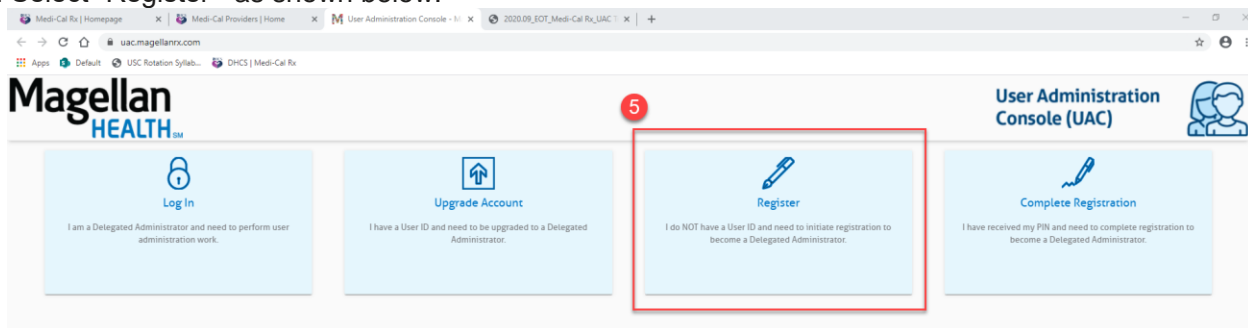 Select "Register" as shown below:
Medi-Cal Rx | Homepage
Medi-Cal Providers | Home
User Administration Console - M
2020.09_EOT_Medi-Cal Rx_UAC
uac.magellanrx.com
Apps
Default
USC Rotation Syllab...
DHCS | Medi-Cal Rx
Magellan
HEALTH SM
5
User Administration
Console (UAC)
Log In
I am a Delegated Administrator and need to perform user
administration work.
Upgrade Account
I have a User ID and need to be upgraded to a Delegated
Administrator.
Register
I do NOT have a User ID and need to initiate registration to
become a Delegated Administrator.
Complete Registration
I have received my PIN and need to complete registration to
become a Delegated Administrator.